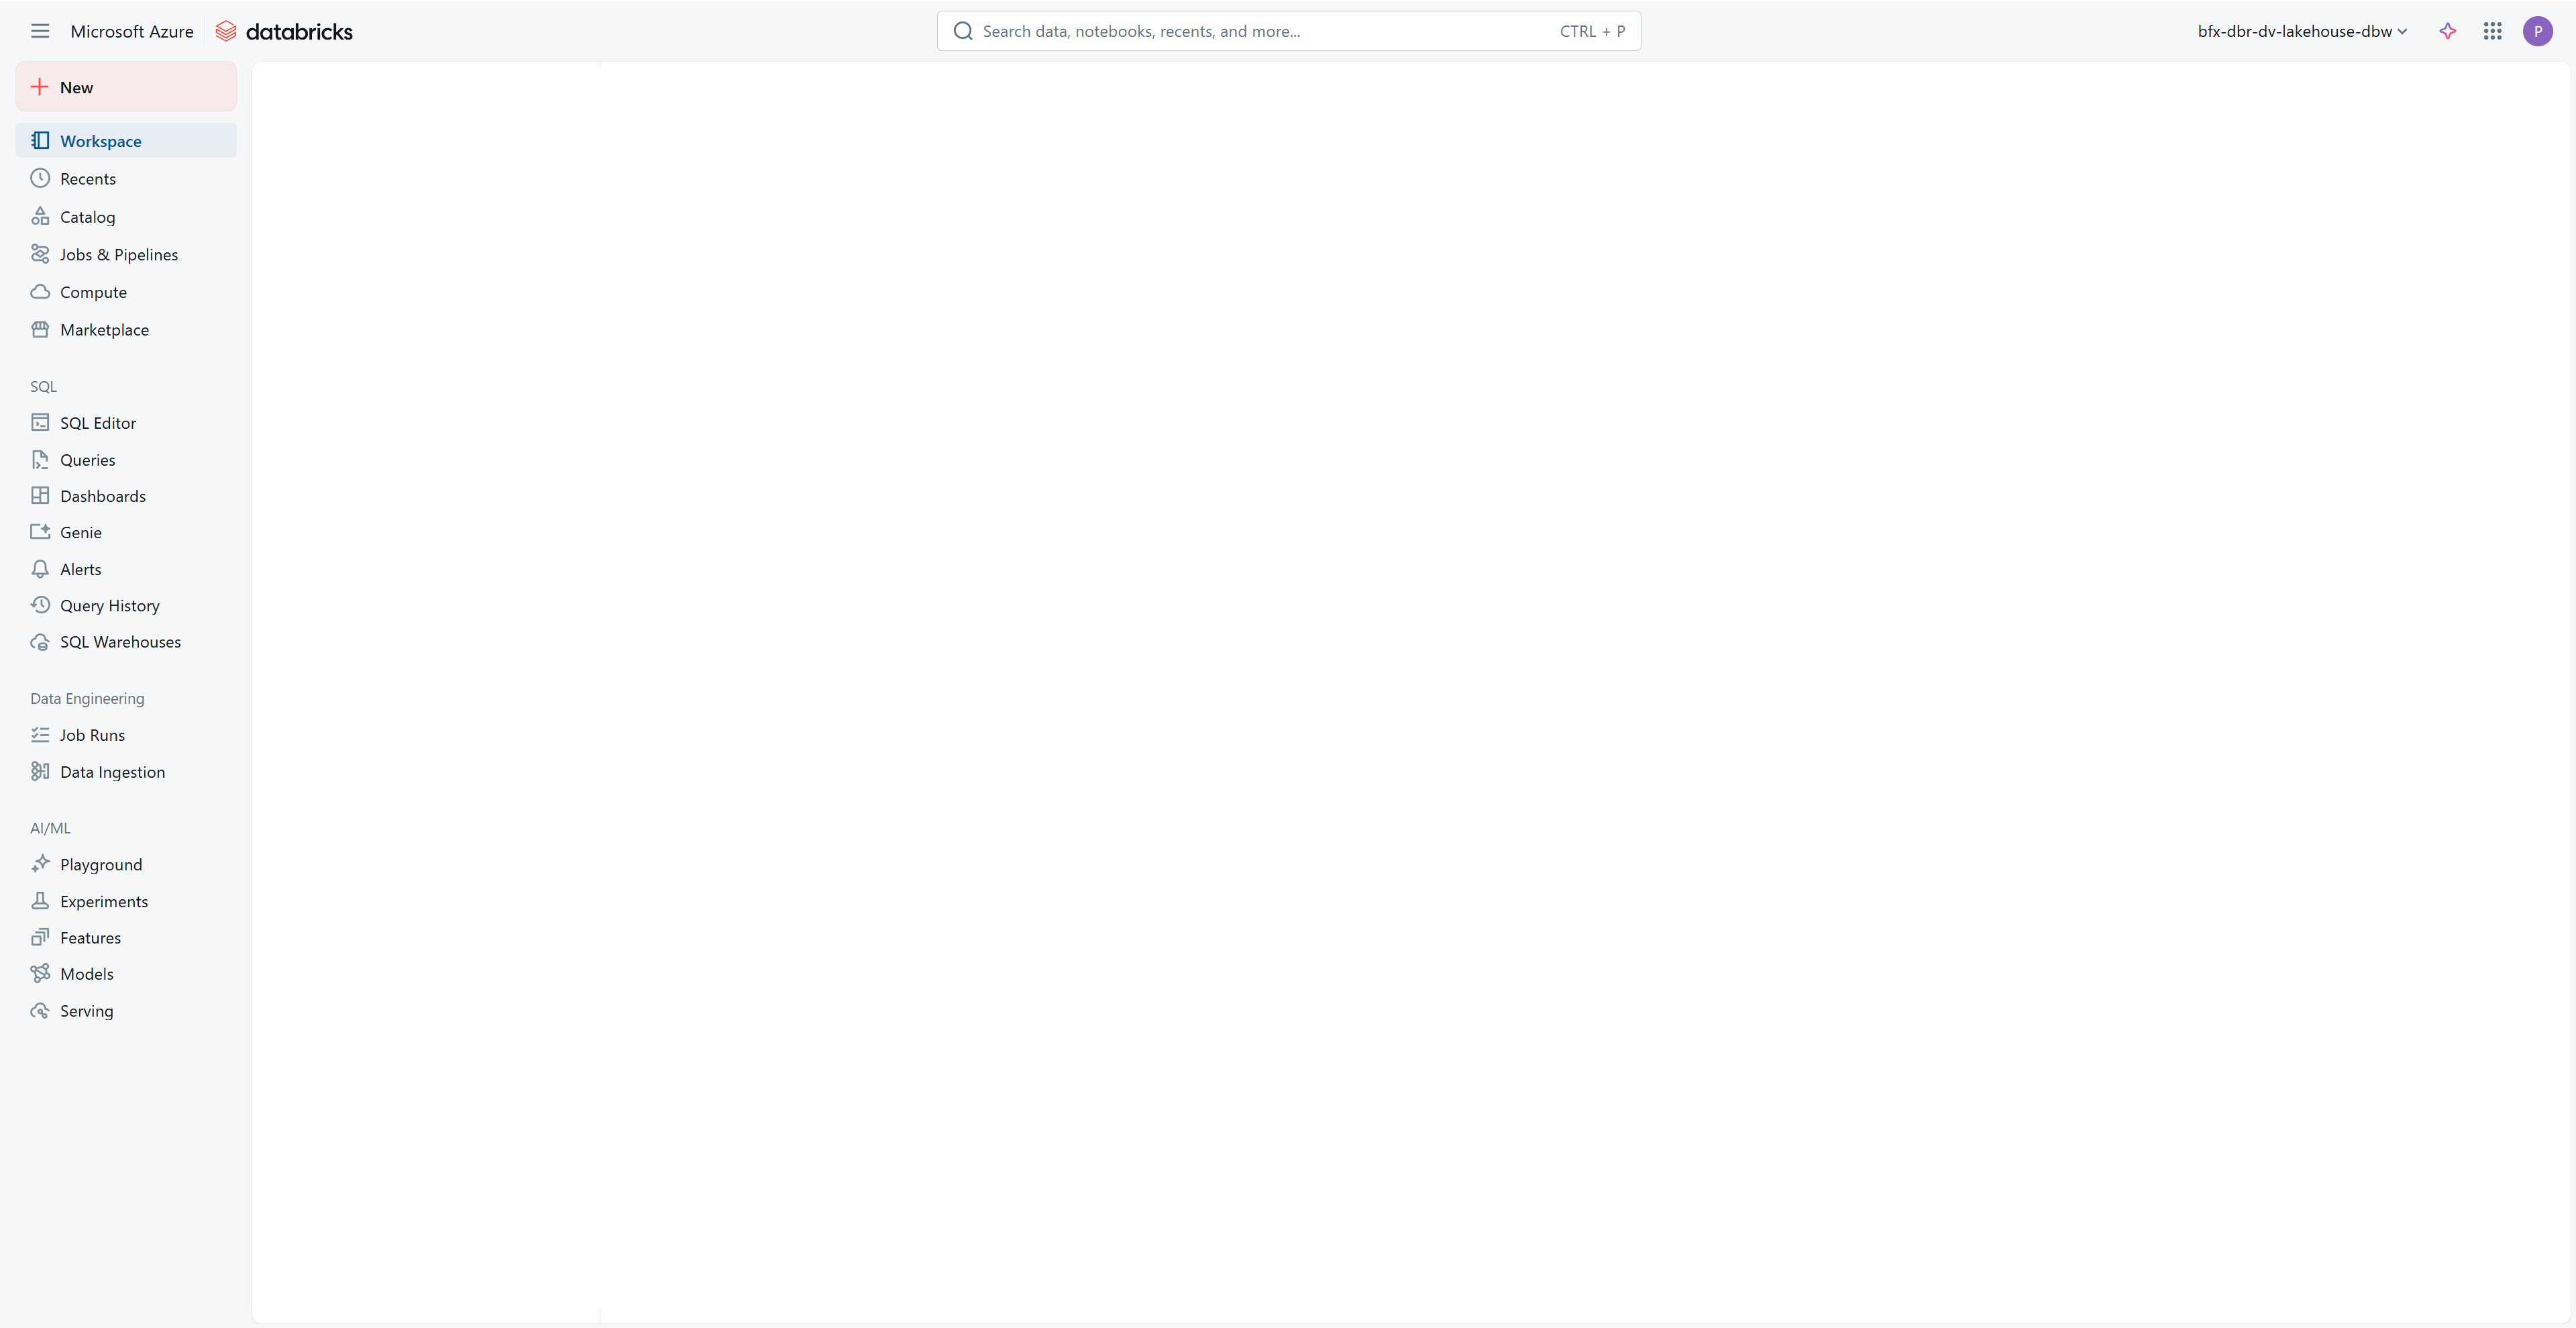 Microsoft Azure databricks
Search data, notebooks, recents, and more... CTRL + P
bfx-dbr-dv-lakehouse-dbw
P
New
Workspace
Recents
Catalog
Jobs & Pipelines
Compute
Marketplace
SQL
SQL Editor
Queries
Dashboards
Genie
Alerts
Query History
SQL Warehouses
Data Engineering
Job Runs
Data Ingestion
AI/ML
Playground
Experiments
Features
Models
Serving